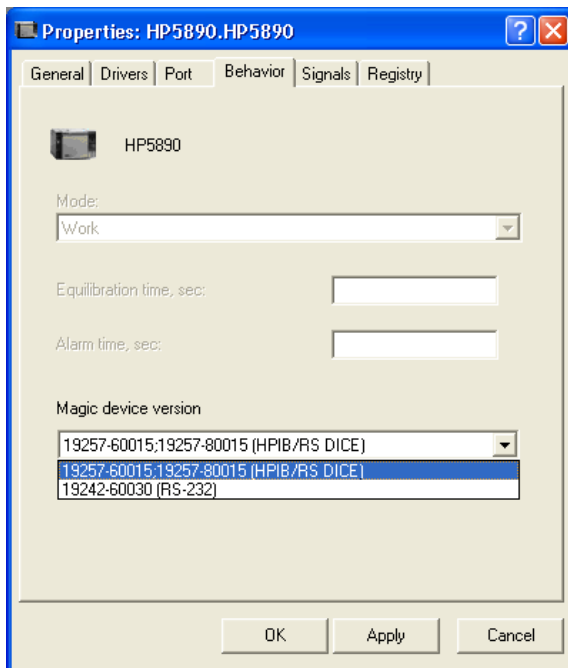 Properties: HP5890.HP5890
General Drivers Port Behavior Signals Registry
HP5890
Mode:
Work
Equilibration time, sec:
Alarm time, sec:
Magic device version
19257-60015;19257-80015 (HPIB/RS DICE)
19257-60015;19257-80015 (HPIB/RS DICE)
19242-60030 (RS-232)
OK Apply Cancel